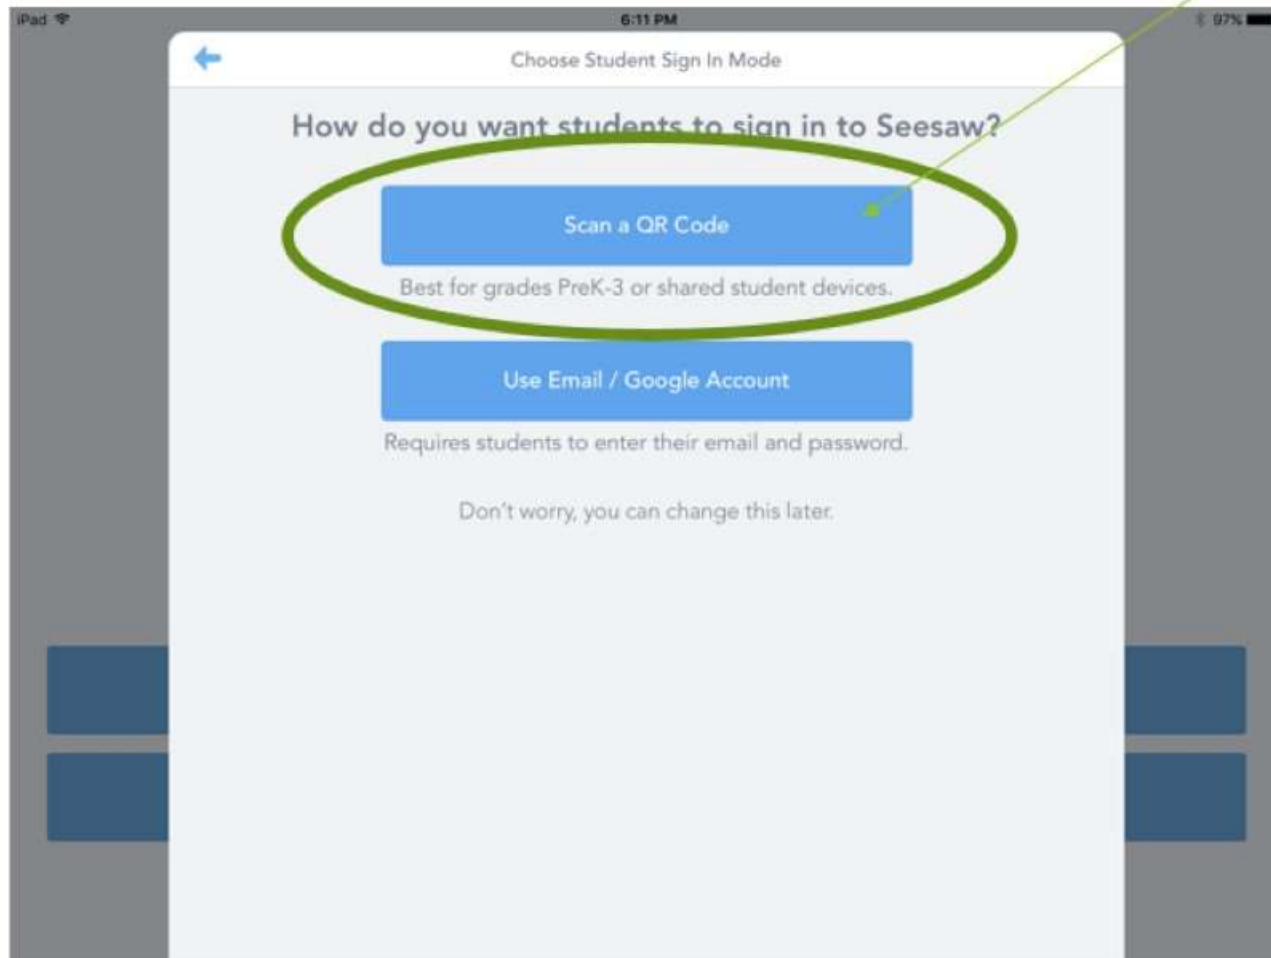 iPad
6:11 PM
97%
Choose Student Sign In Mode
How do you want students to sign in to Seesaw?
Scan a QR Code
Best for grades PreK-3 or shared student devices.
Use Email / Google Account
Requires students to enter their email and password.
Don't worry, you can change this later.